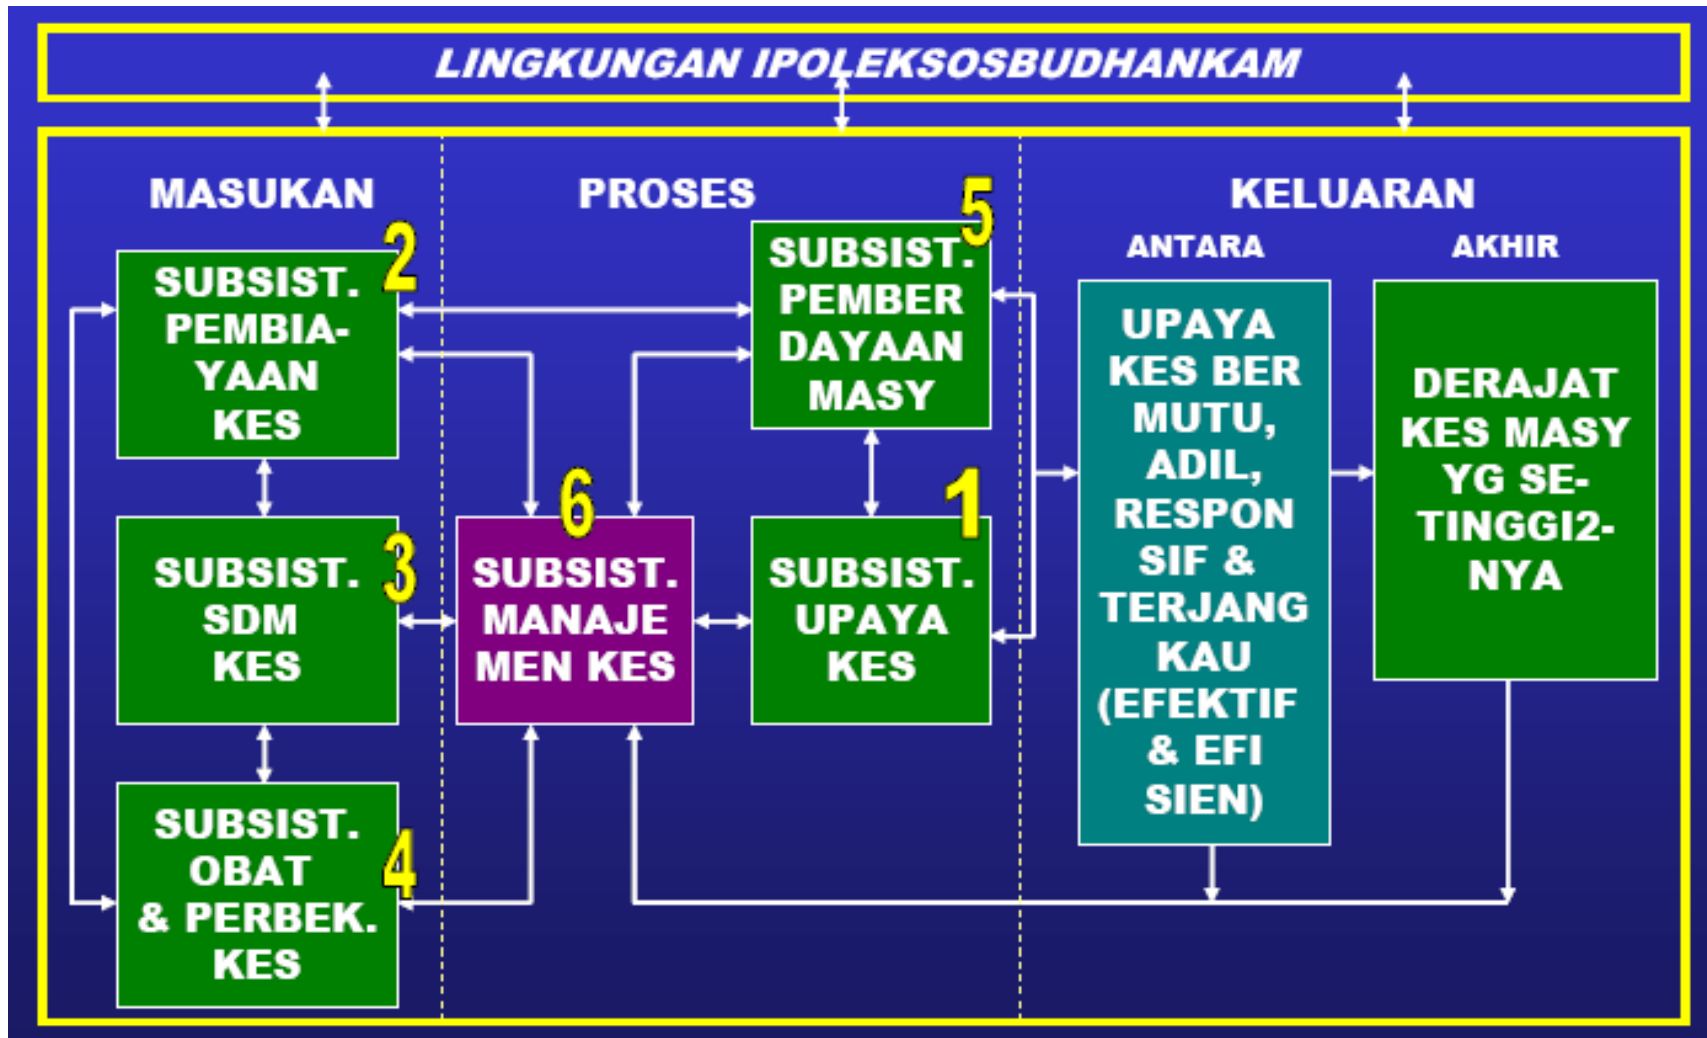 LINGKUNGAN IPOLEKSOSBUDHANKAM
MASUKAN
PROSES
KELUARAN
ANTARA
AKHIR
2
SUBSIST.
PEMBIA-
YAAN
KES
3
SUBSIST.
SDM
KES
4
SUBSIST.
OBAT
& PERBEK.
KES
6
SUBSIST.
MANAJE
MEN KES
5
SUBSIST.
PEMBER
DAYAAN
MASY
1
SUBSIST.
UPAYA
KES
UPAYA
KES BER
MUTU,
ADIL,
RESPON
SIF &
TERJANG
KAU
(EFEKTIF
& EFI
SIEN)
DERAJAT
KES MASY
YG SE-
TINGGI2-
NYA